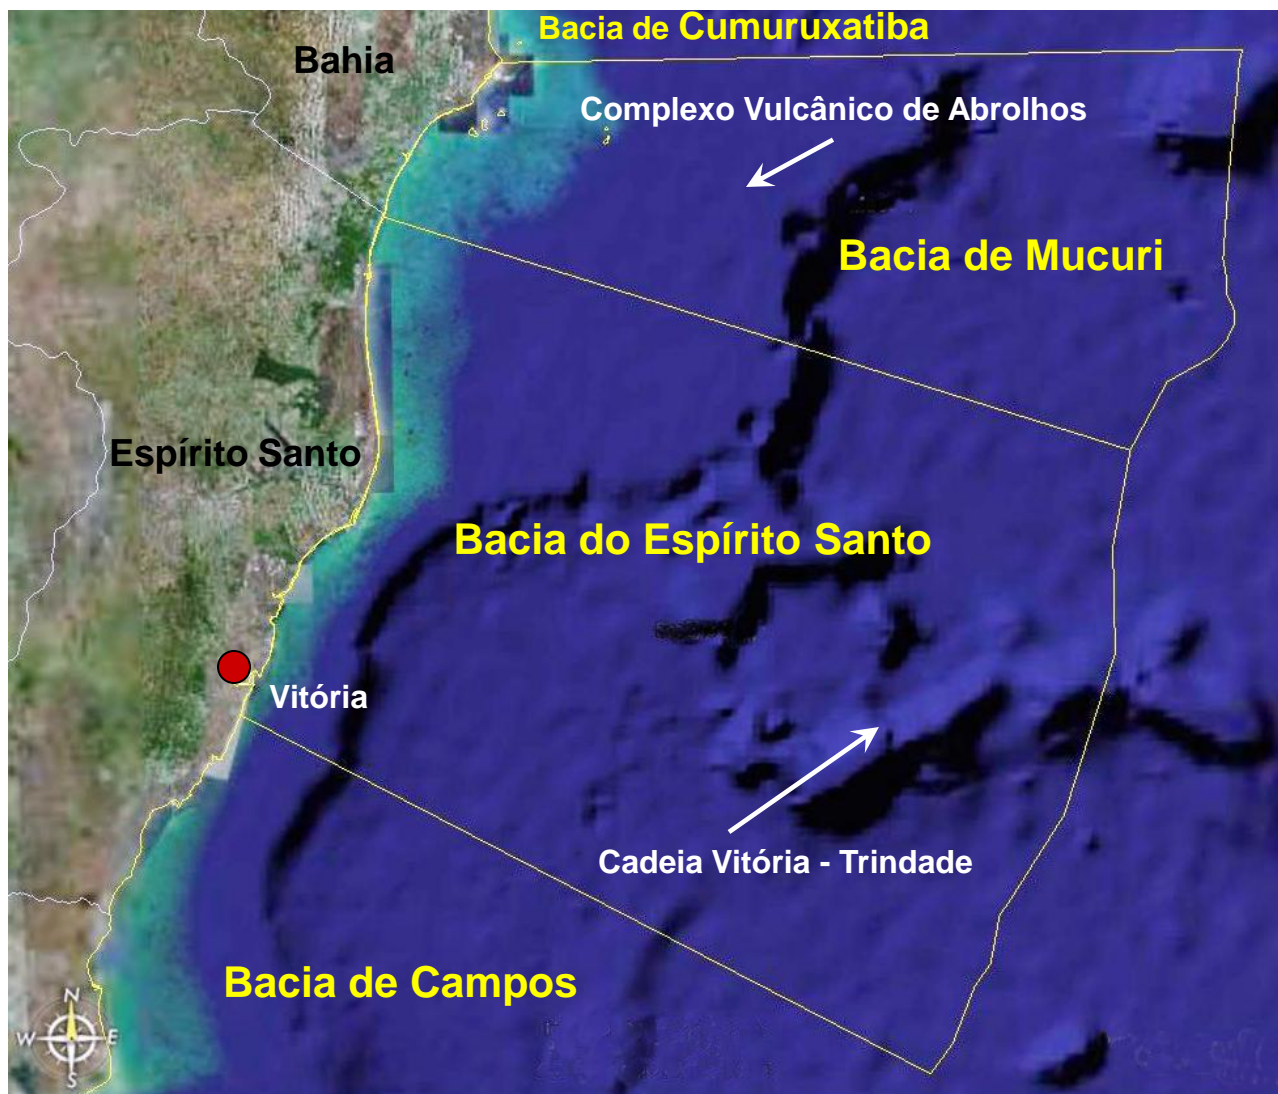 Bacia de Cumuruxatiba
Bahia
Complexo Vulcânico de Abrolhos
Bacia de Mucuri
Espírito Santo
Bacia do Espírito Santo
Vitória
Cadeia Vitória - Trindade
Bacia de Campos
N
W E
S